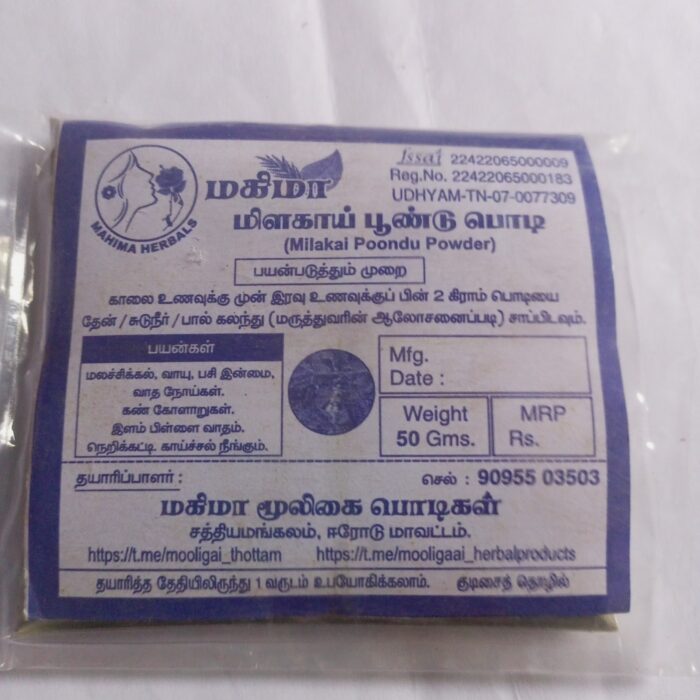 fssai 22422065000009
Reg.No. 22422065000183
UDHYAM-TN-07-0077309
MAHIMA HERBALS
மகிமா
மிளகாய் பூண்டு பொடி
(Milakai Poondu Powder)
பயன்படுத்தும் முறை
காலை உணவுக்கு முன் இரவு உணவுக்குப் பின் 2 கிராம் பொடியை
தேன் / சுடுநீர் / பால் கலந்து (மருத்துவரின் ஆலோசனைப்படி) சாப்பிடவும்.
பயன்கள்
மலச்சிக்கல், வாயு, பசி இன்மை,
வாத நோய்கள்.
கண் கோளாறுகள்.
இளம் பிள்ளை வாதம்.
நெறிக்கட்டி. காய்ச்சல் நீங்கும்.
Mfg.
Date :
Weight
50 Gms.
MRP
Rs.
தயாரிப்பாளர் :
செல் : 90955 03503
மகிமா மூலிகை பொடிகள்
சத்தியமங்கலம், ஈரோடு மாவட்டம்.
https://t.me/mooligai_thottam https://t.me/mooligaai_herbalproducts
தயாரித்த தேதியிலிருந்து 1 வருடம் உபயோகிக்கலாம். குடிசைத் தொழில்